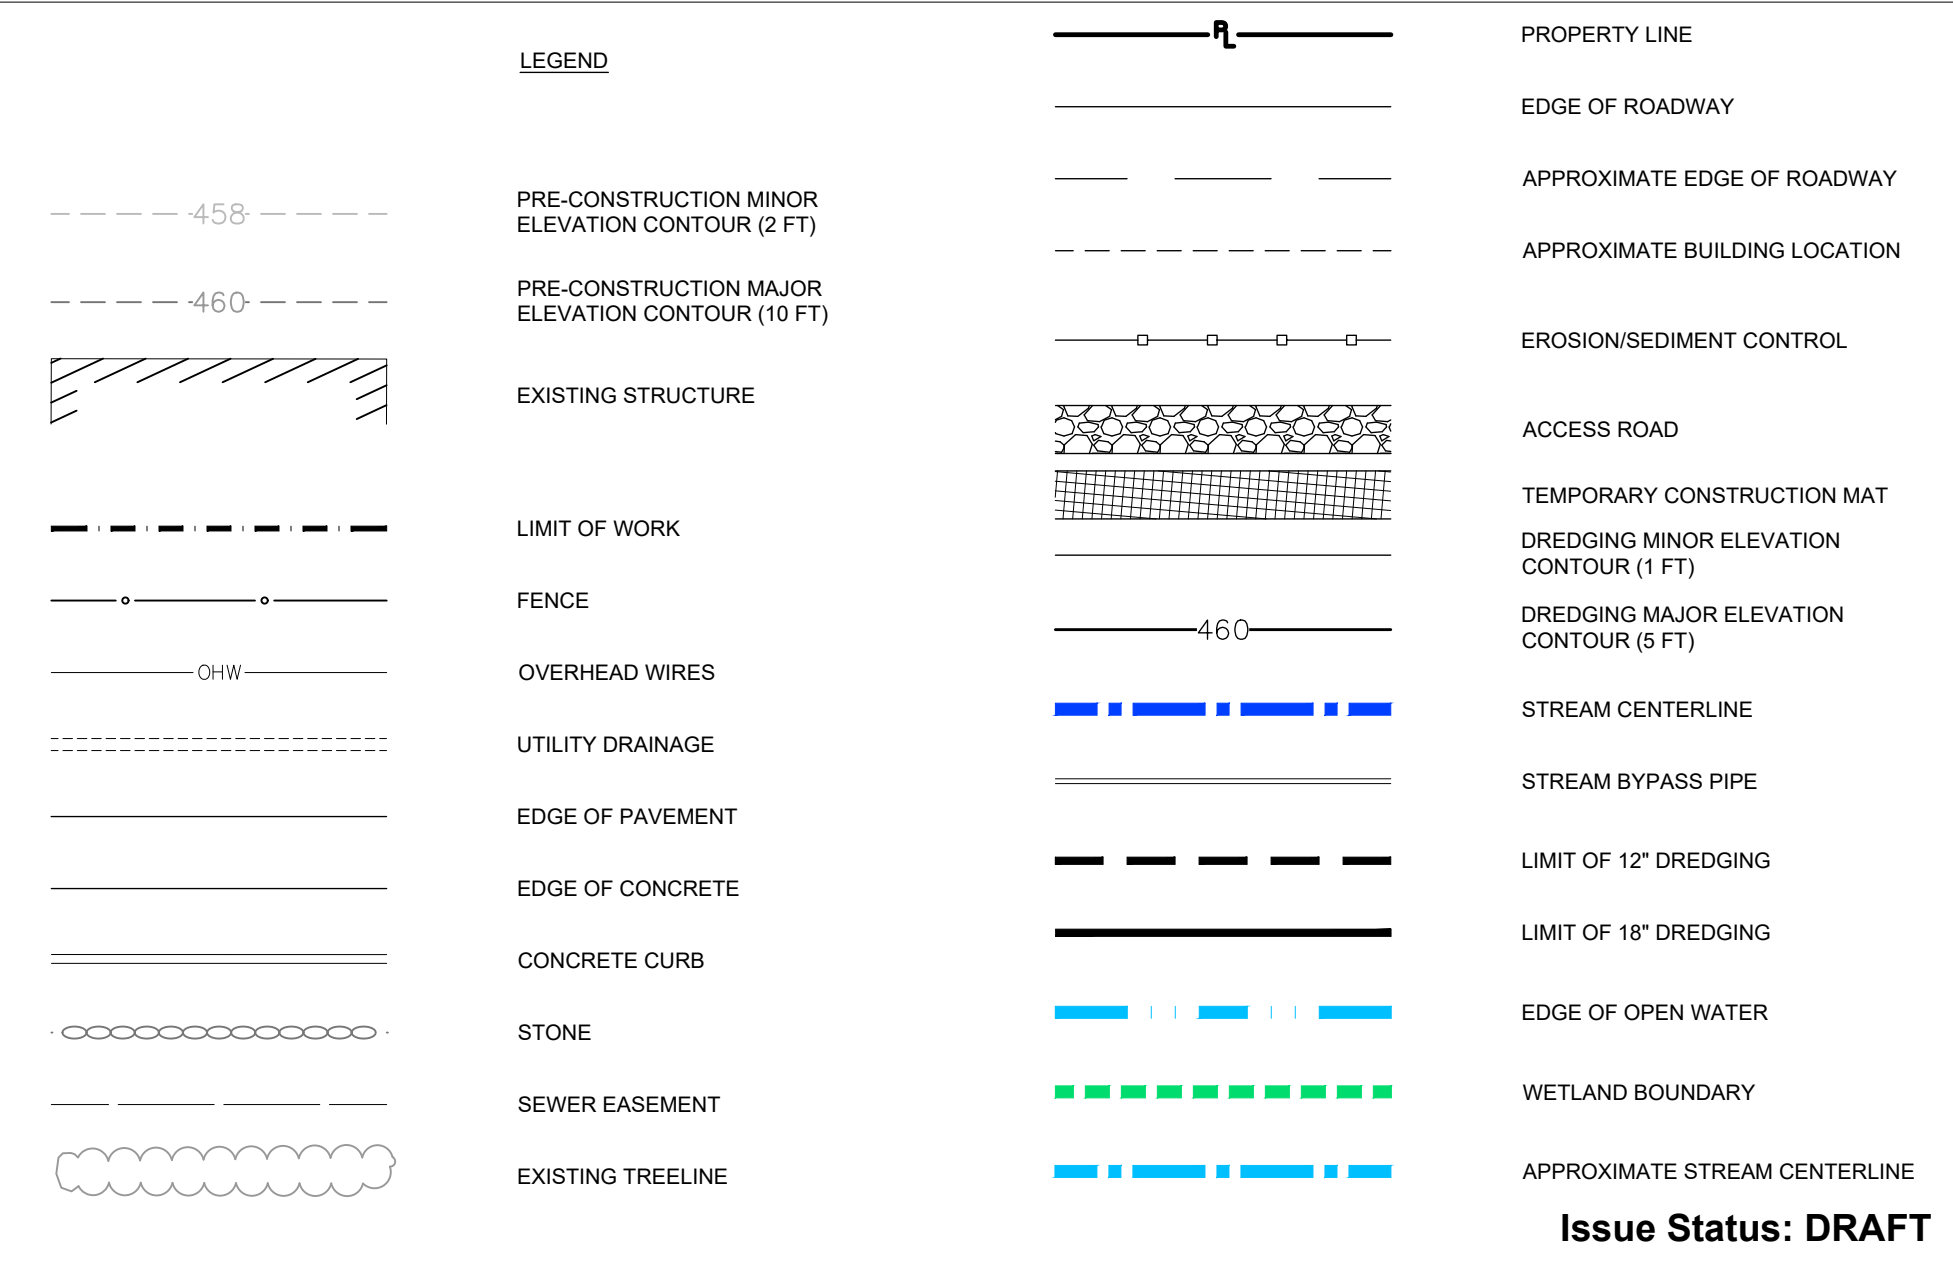 LEGEND
458
PRE-CONSTRUCTION MINOR
ELEVATION CONTOUR (2 FT)
460
PRE-CONSTRUCTION MAJOR
ELEVATION CONTOUR (10 FT)
EXISTING STRUCTURE
LIMIT OF WORK
FENCE
OHW
OVERHEAD WIRES
UTILITY DRAINAGE
EDGE OF PAVEMENT
EDGE OF CONCRETE
CONCRETE CURB
STONE
SEWER EASEMENT
EXISTING TREELINE
PL
PROPERTY LINE
EDGE OF ROADWAY
APPROXIMATE EDGE OF ROADWAY
APPROXIMATE BUILDING LOCATION
EROSION/SEDIMENT CONTROL
ACCESS ROAD
TEMPORARY CONSTRUCTION MAT
DREDGING MINOR ELEVATION
CONTOUR (1 FT)
460
DREDGING MAJOR ELEVATION
CONTOUR (5 FT)
STREAM CENTERLINE
STREAM BYPASS PIPE
LIMIT OF 12" DREDGING
LIMIT OF 18" DREDGING
EDGE OF OPEN WATER
WETLAND BOUNDARY
APPROXIMATE STREAM CENTERLINE
Issue Status: DRAFT